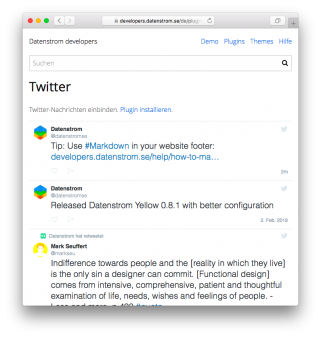 developers.datenstrom.se/de/plug
Datenstrom developers
Demo Plugins Themes Hilfe
Suchen
Twitter
Twitter-Nachrichten einbinden. Plugin installieren.
Datenstrom
@datenstromse
Tip: Use #Markdown in your website footer:
developers.datenstrom.se/help/how-to-ma…
2m
Datenstrom
@datenstromse
Released Datenstrom Yellow 0.8.1 with better configuration
2. Feb. 2019
Datenstrom hat retweetet
Mark Seuffert
@markseu
Indifference towards people and the [reality in which they live]
is the only sin a designer can commit. [Functional design]
comes from intensive, comprehensive, patient and thoughtful
examination of life, needs, wishes and feelings of people. -